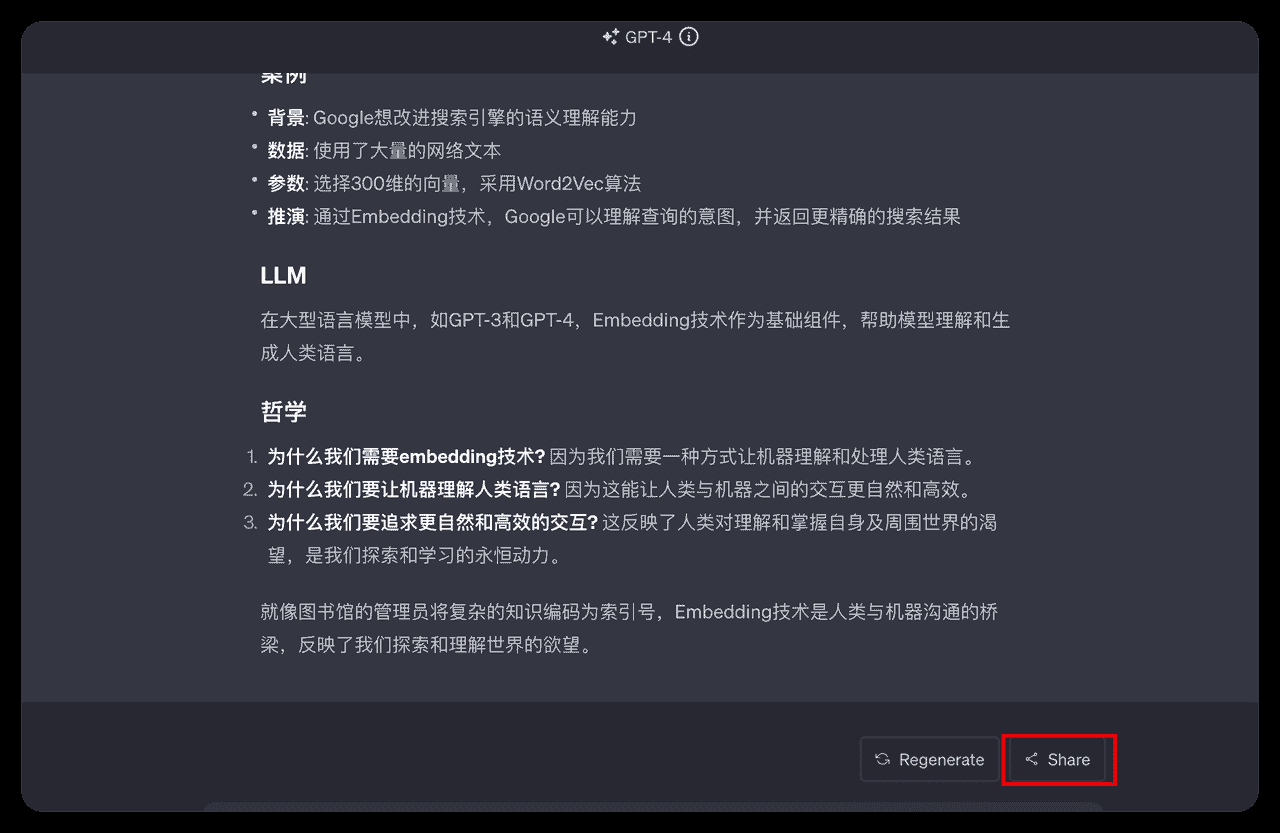 GPT-4
案例
背景: Google想改进搜索引擎的语义理解能力
数据: 使用了大量的网络文本
参数: 选择300维的向量，采用Word2Vec算法
推演: 通过Embedding技术，Google可以理解查询的意图，并返回更精确的搜索结果
LLM
在大型语言模型中，如GPT-3和GPT-4，Embedding技术作为基础组件，帮助模型理解和生
成人类语言。
哲学
1. 为什么我们需要embedding技术? 因为我们需要一种方式让机器理解和处理人类语言。
2. 为什么我们要让机器理解人类语言? 因为这能让人类与机器之间的交互更自然和高效。
3. 为什么我们要追求更自然和高效的交互? 这反映了人类对理解和掌握自身及周围世界的渴
望，是我们探索和学习的永恒动力。
就像图书馆的管理员将复杂的知识编码为索引号，Embedding技术是人类与机器沟通的桥
梁，反映了我们探索和理解世界的欲望。
Regenerate
Share